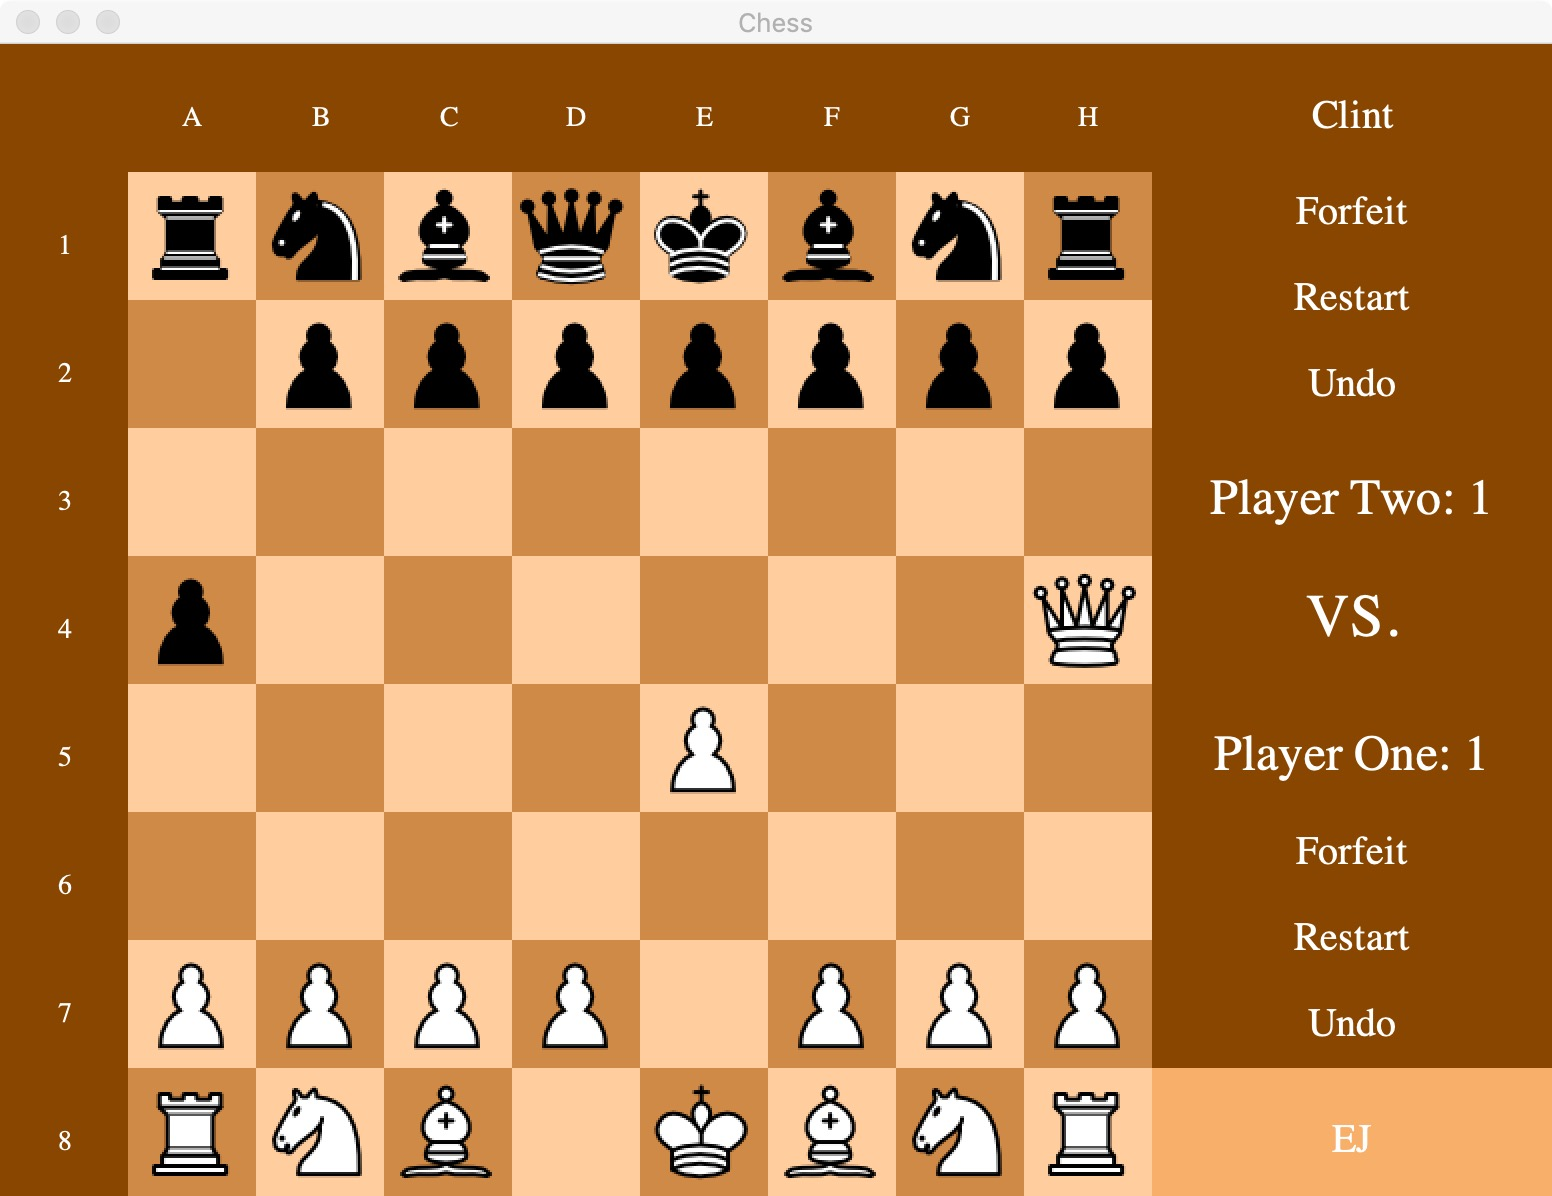 Chess
A B C D E F G H
Clint
Forfeit
1
Restart
2
Undo
3
Player Two: 1
4
VS.
5
Player One: 1
Forfeit
6
Restart
7
Undo
8
EJ